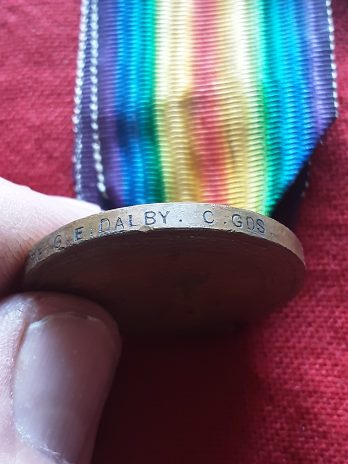 G. E. DALBY. C. GDS.